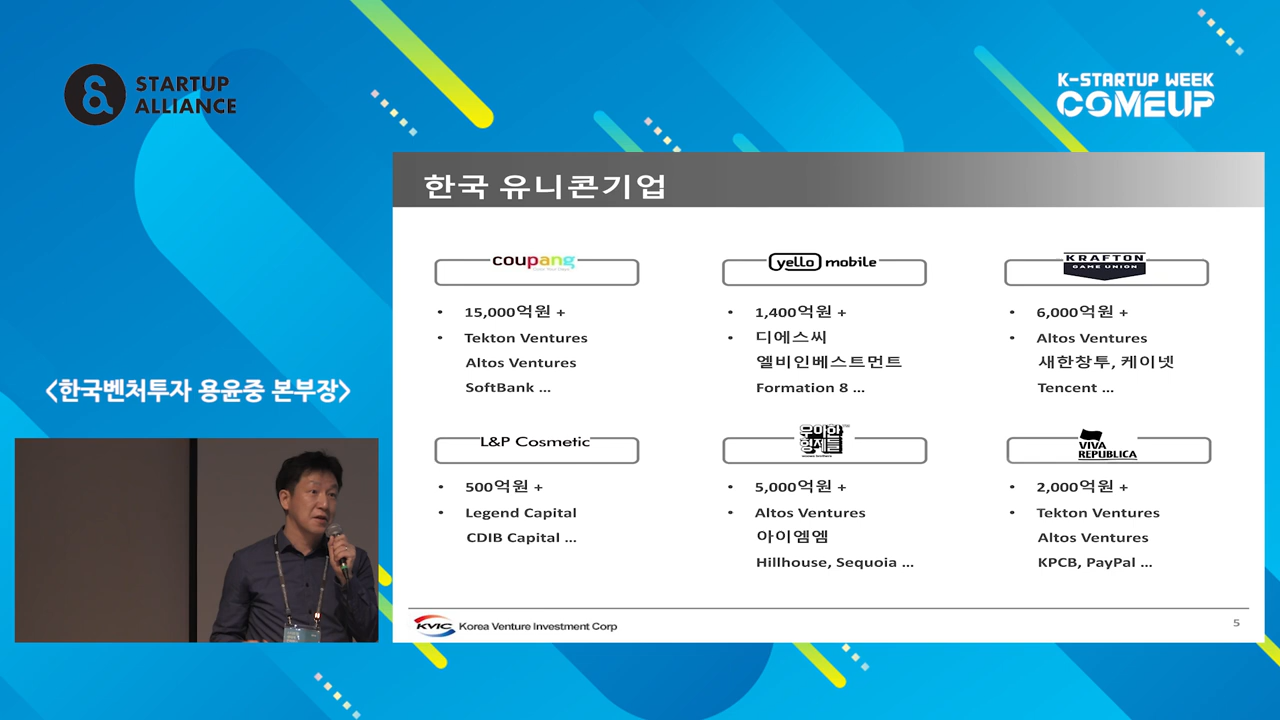 STARTUP
ALLIANCE
K-STARTUP WEEK
COMEUP
한국 유니콘기업
coupang
yello mobile
KRAFTON
GAME UNION
• 15,000억원 +
• Tekton Ventures
Altos Ventures
SoftBank ...
• 1,400억원 +
• 디에스씨
엘비인베스트먼트
Formation 8 ...
• 6,000억원 +
• Altos Ventures
새한창투, 케이넷
Tencent ...
<한국벤처투자 용윤중 본부장>
L&P Cosmetic
우아한
형제들
VIVA
REPUBLICA
• 500억원 +
• Legend Capital
CDIB Capital ...
• 5,000억원 +
• Altos Ventures
아이엠엠
Hillhouse, Sequoia ...
• 2,000억원 +
• Tekton Ventures
Altos Ventures
KPCB, PayPal ...
KVIC Korea Venture Investment Corp
5